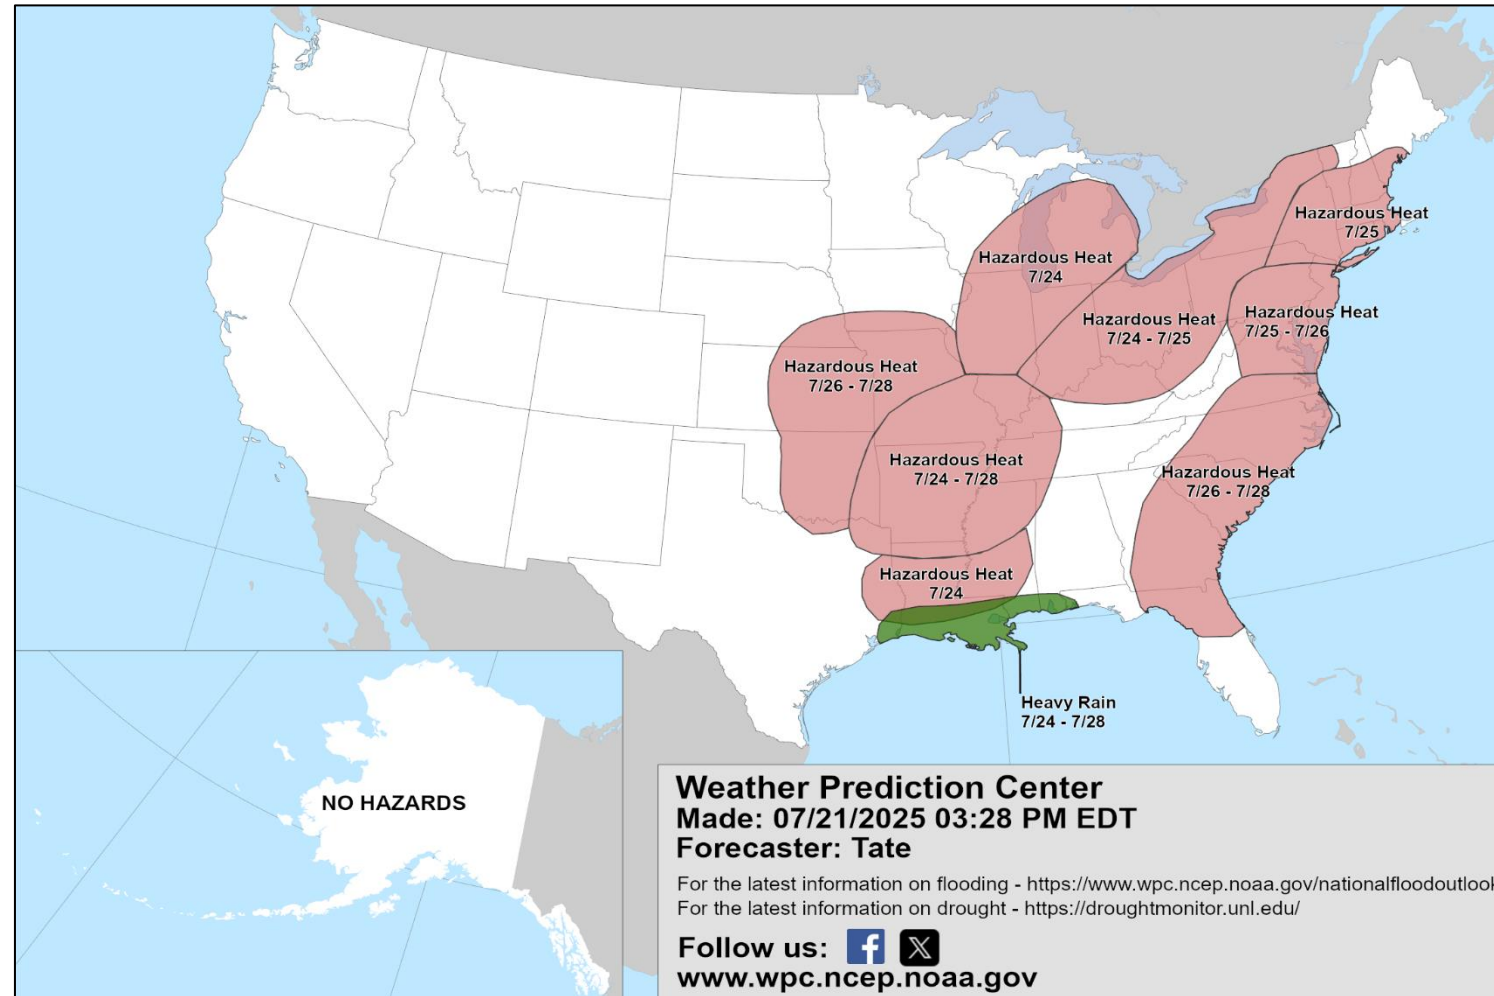 Hazardous Heat
7/25
Hazardous Heat
7/24
Hazardous Heat
7/24 - 7/25
Hazardous Heat
7/25 - 7/26
Hazardous Heat
7/26 - 7/28
Hazardous Heat
7/24 - 7/28
Hazardous Heat
7/26 - 7/28
Hazardous Heat
7/24
Heavy Rain
7/24 - 7/28
NO HAZARDS
Weather Prediction Center
Made: 07/21/2025 03:28 PM EDT
Forecaster: Tate
For the latest information on flooding - https://www.wpc.ncep.noaa.gov/nationalfloodoutlook
For the latest information on drought - https://droughtmonitor.unl.edu/
Follow us:
www.wpc.ncep.noaa.gov